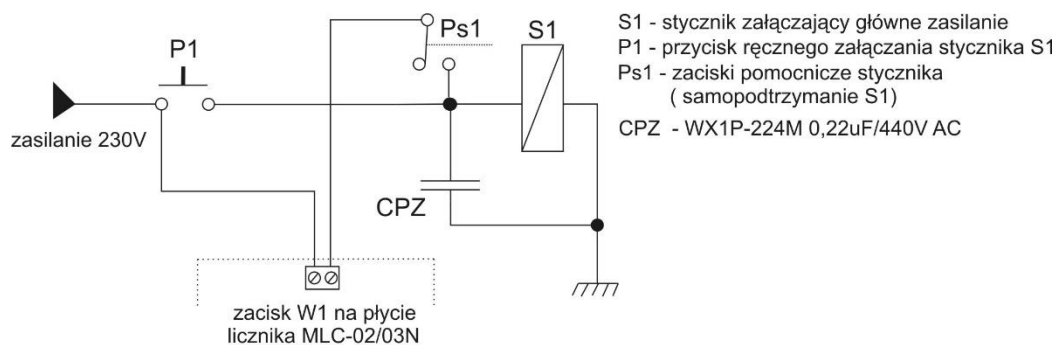 P1
zasilanie 230V
Ps1
S1
CPZ
zacisk W1 na płycie
licznika MLC-02/03N
S1 - stycznik załączający główne zasilanie
P1 - przycisk ręcznego załączania stycznika S1
Ps1 - zaciski pomocnicze stycznika
( samopodtrzymanie S1)
CPZ - WX1P-224M 0,22uF/440V AC